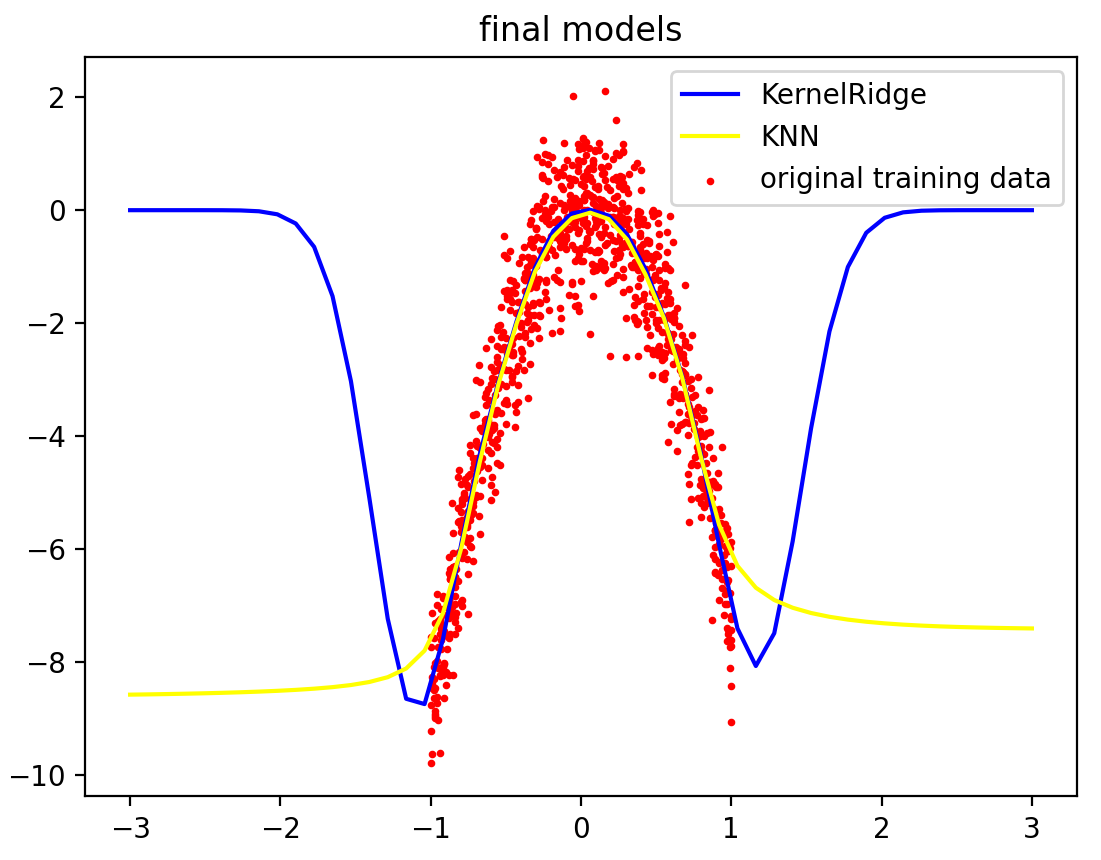 final models
KernelRidge
KNN
original training data
2
0
−2
−4
−6
−8
−10
−3 −2 −1 0 1 2 3